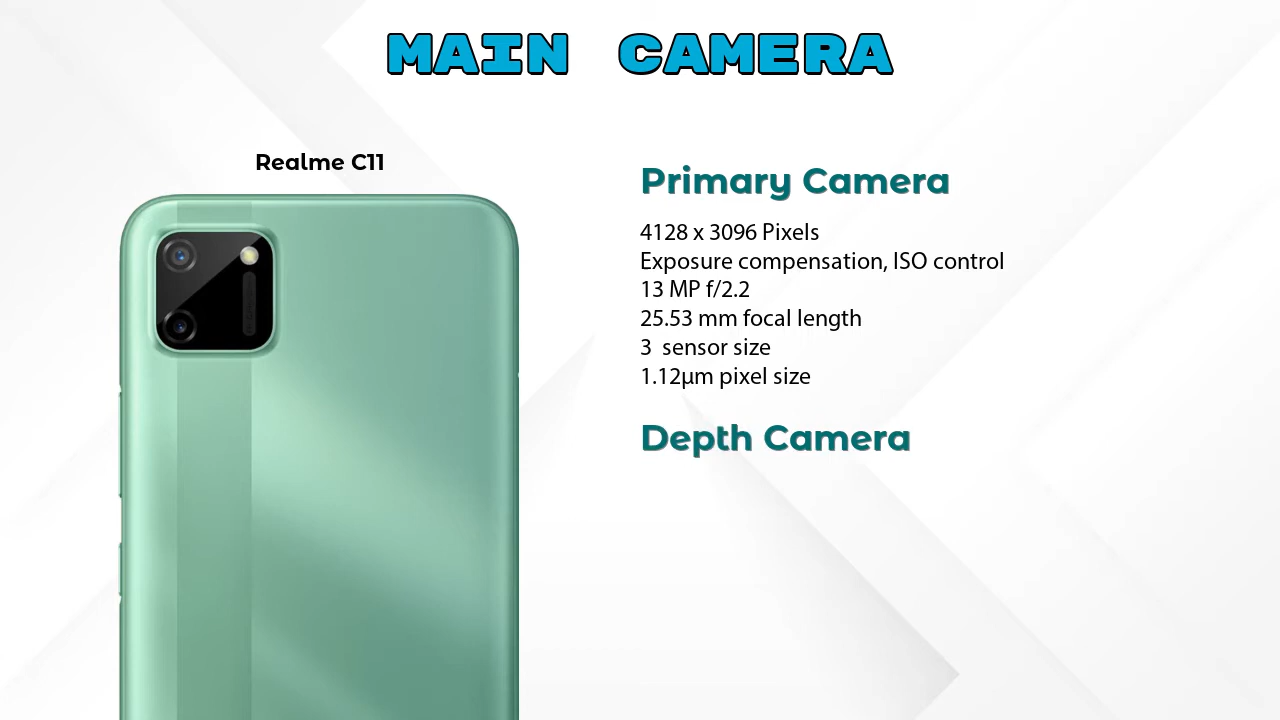 MAIN CAMERA
Realme C11
Primary Camera
4128 x 3096 Pixels
Exposure compensation, ISO control
13 MP f/2.2
25.53 mm focal length
3  sensor size
1.12µm pixel size
Depth Camera